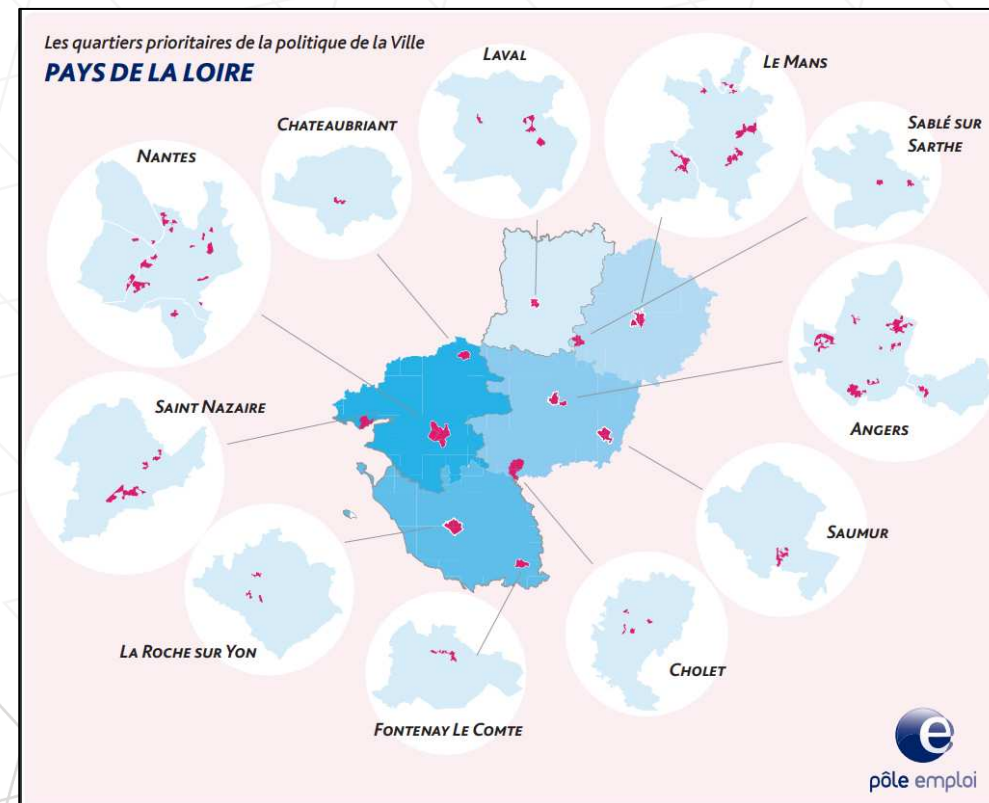 Les quartiers prioritaires de la politique de la Ville
PAYS DE LA LOIRE
LAVAL
LE MANS
CHATEAUBRIANT
SABLÉ SUR
SARTHE
NANTES
SAINT NAZAIRE
ANGERS
SAUMUR
LA ROCHE SUR YON
CHOLET
FONTENAY LE COMTE
e
pôle emploi